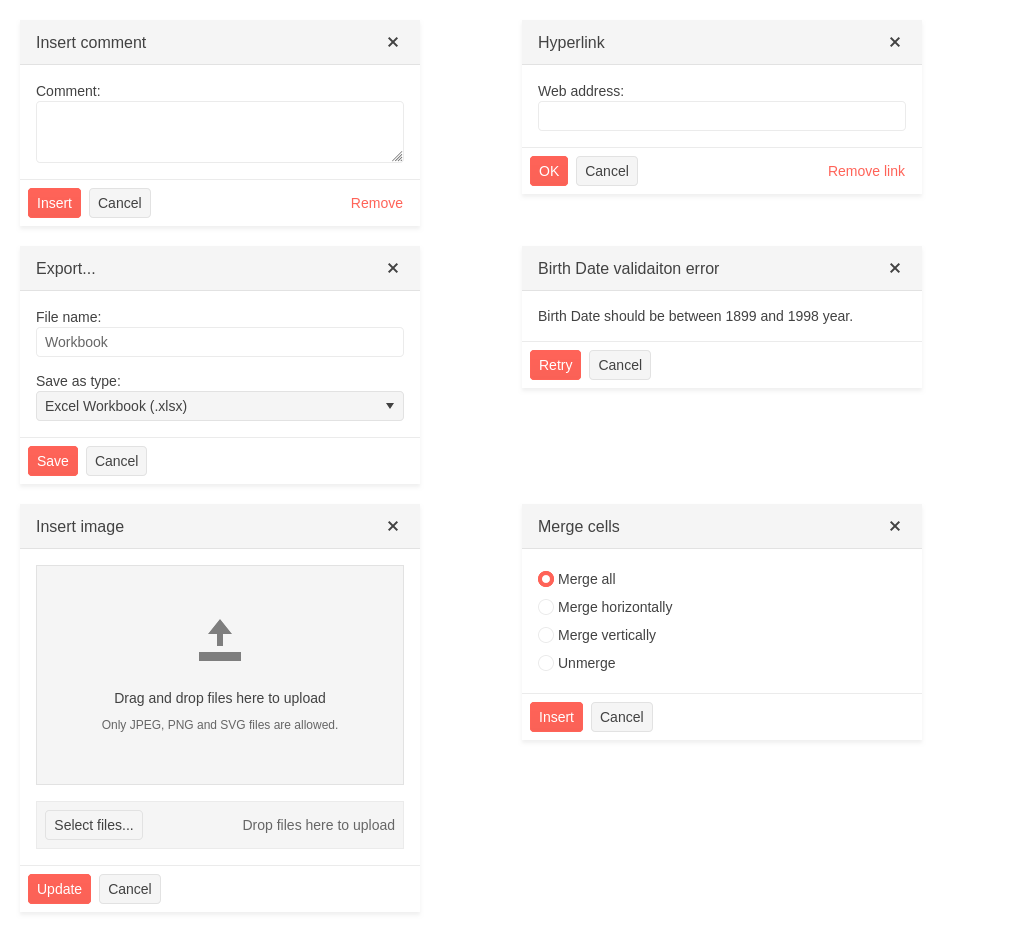 Insert comment
Comment:
Insert
Cancel
Remove
Hyperlink
Web address:
OK
Cancel
Remove link
Export...
File name:
Workbook
Save as type:
Excel Workbook (.xlsx)
Save
Cancel
Birth Date validaiton error
Birth Date should be between 1899 and 1998 year.
Retry
Cancel
Insert image
Drag and drop files here to upload
Only JPEG, PNG and SVG files are allowed.
Select files...
Drop files here to upload
Update
Cancel
Merge cells
Merge all
Merge horizontally
Merge vertically
Unmerge
Insert
Cancel